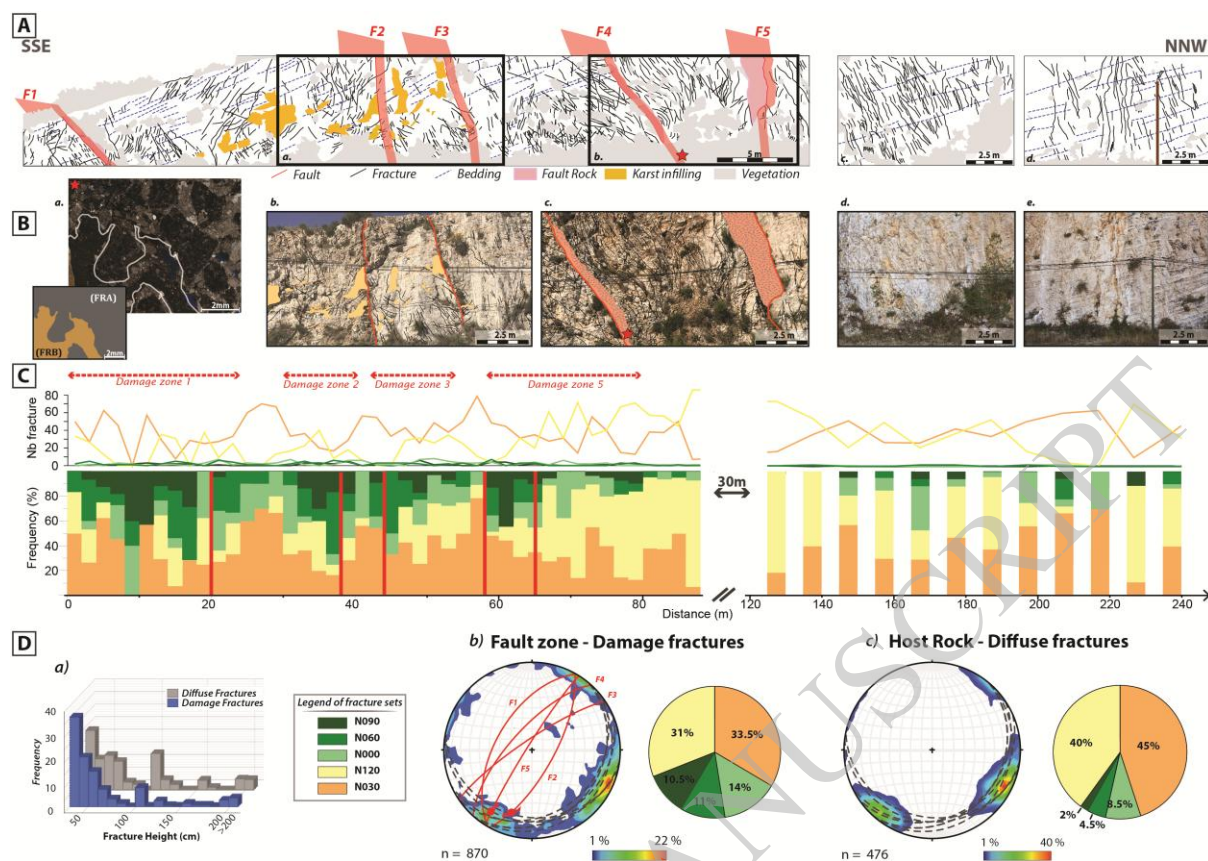 A
SSE
F1
F2
F3
F4
F5
NNW
a.
b.
5 m
c.
2.5 m
d.
2.5 m
Fault
Fracture
Bedding
Fault Rock
Karst infilling
Vegetation
B
a.
2mm
(FRA)
(FRB)
2mm
b.
2.5 m
c.
2.5 m
d.
2.5 m
e.
2.5 m
C
Damage zone 1
Damage zone 2
Damage zone 3
Damage zone 5
Nb fracture
80
60
40
20
0
Frequency (%)
80
60
40
20
30m
0
20
40
60
80
Distance (m)
120
140
160
180
200
220
240
D
a)
Diffuse Fractures
Damage Fractures
Frequency
40
30
20
10
0
50
100
150
200
>200
Fracture Height (cm)
Legend of fracture sets
N090
N060
N000
N120
N030
b) Fault zone - Damage fractures
F1
F4
F3
F5
F2
n = 870
1 %
22 %
31 %
33.5%
10.5%
11%
14%
c) Host Rock - Diffuse fractures
n = 476
1 %
40 %
40%
45%
2%
4.5%
8.5%
MANUSCRIPT